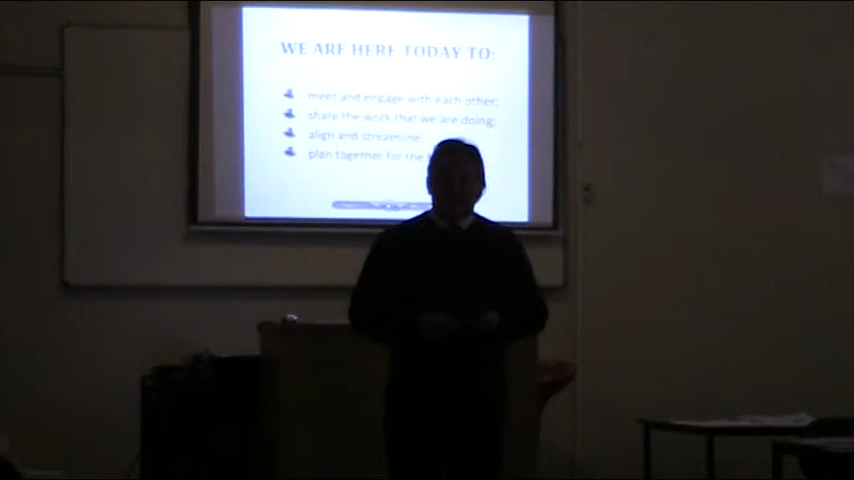 WE ARE HERE TODAY TO:
meet and engage with each other;
share the work that we are doing;
align and streamline
plan together for the